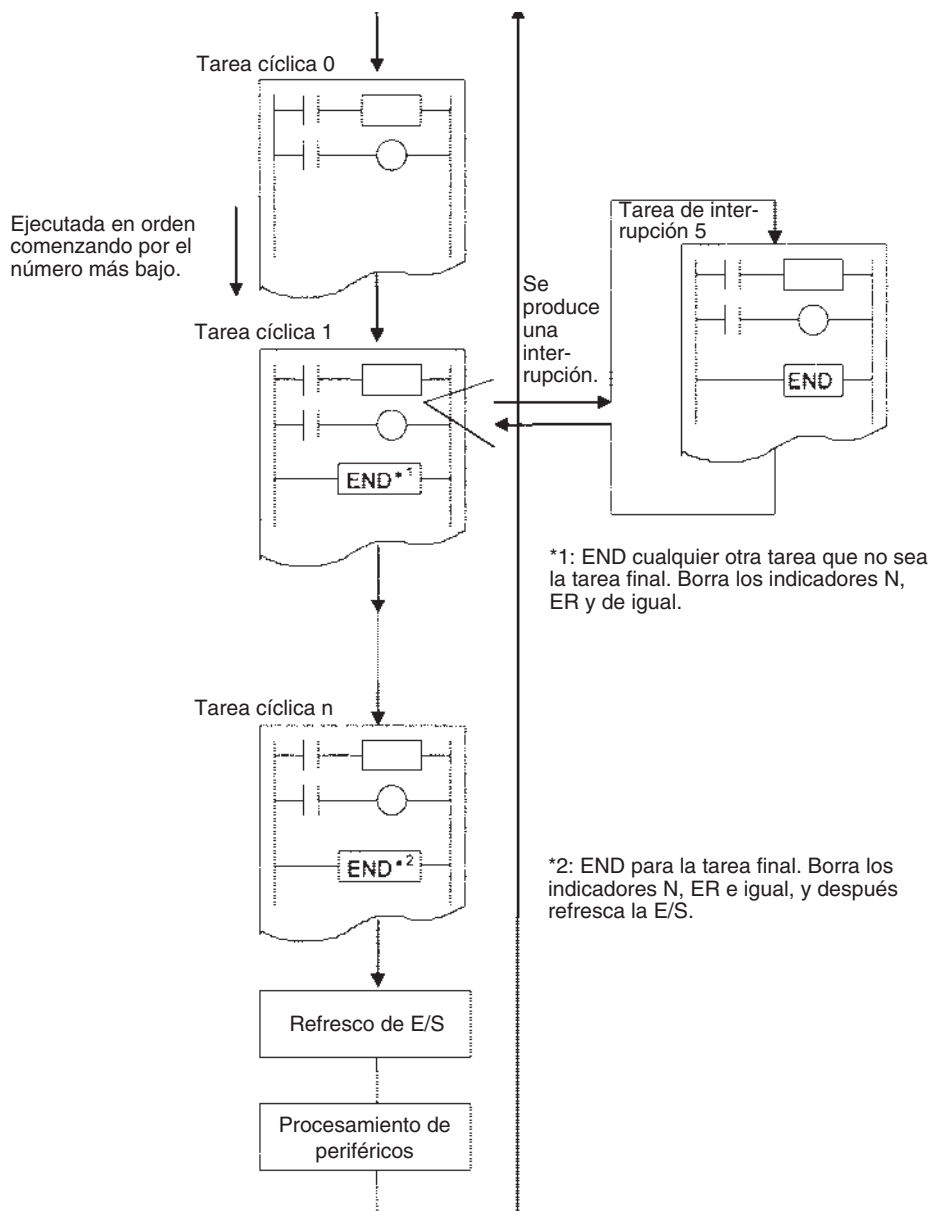 Tarea cíclica 0
Ejecutada en orden
comenzando por el
número más bajo.
Tarea de inter-
rupción 5
Se
produce
una
inter-
rupción.
END
Tarea cíclica 1
END*1
*1: END cualquier otra tarea que no sea
la tarea final. Borra los indicadores N,
ER y de igual.
Tarea cíclica n
END*2
*2: END para la tarea final. Borra los
indicadores N, ER e igual, y después
refresca la E/S.
Refresco de E/S
Procesamiento de
periféricos